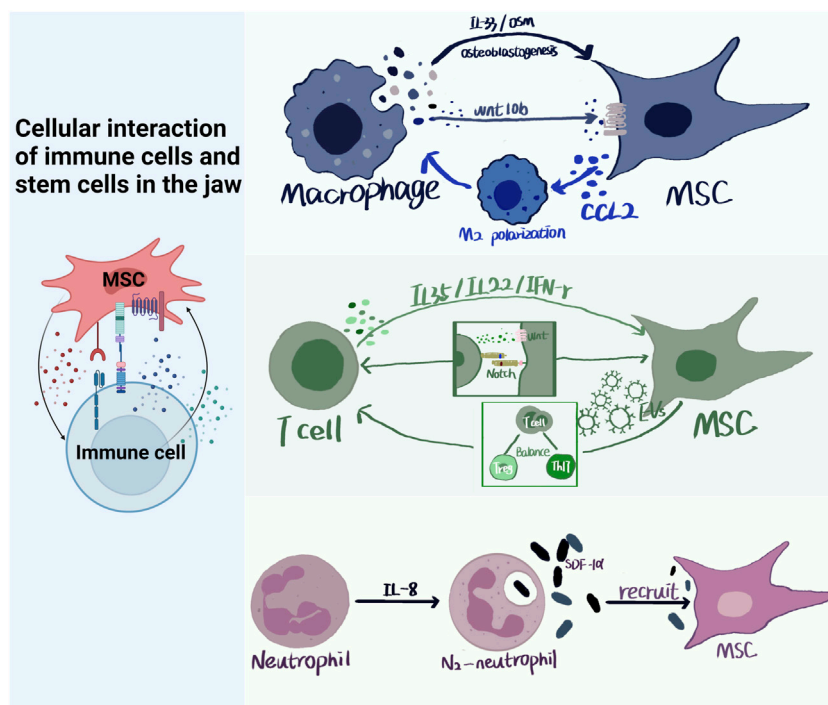 Cellular interaction
of immune cells and
stem cells in the jaw
MSC
Immune cell
IL-33/OSM
osteoblastogenesis
wnt10b
Macrophage
MSC
CCL2
M2 polarization
IL35/IL22/IFN-r
wnt
Notch
T cell
MSC
EVs
T cell
Balance
Treg
Th17
IL-8
SDF-1α
recruit
Neutrophil
N2-neutrophil
MSC